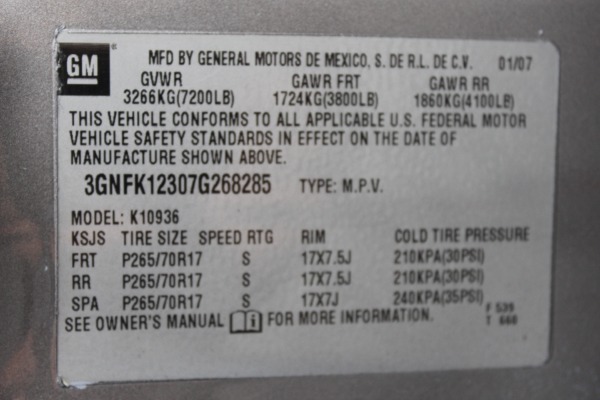 GM MFD BY GENERAL MOTORS DE MEXICO, S. DE R.L. DE C.V. 01/07
GVWR GAWR FRT GAWR RR
3266KG(7200LB) 1724KG(3800LB) 1860KG(4100LB)
THIS VEHICLE CONFORMS TO ALL APPLICABLE U.S. FEDERAL MOTOR
VEHICLE SAFETY STANDARDS IN EFFECT ON THE DATE OF
MANUFACTURE SHOWN ABOVE.
3GNFK12307G268285 TYPE: M.P.V.
MODEL: K10936
KSJS TIRE SIZE SPEED RTG RIM COLD TIRE PRESSURE
FRT P265/70R17 S 17X7.5J 210KPA(30PSI)
RR P265/70R17 S 17X7.5J 210KPA(30PSI)
SPA P265/70R17 S 17X7J 240KPA(35PSI)
SEE OWNER'S MANUAL i FOR MORE INFORMATION.
F 539
T 668